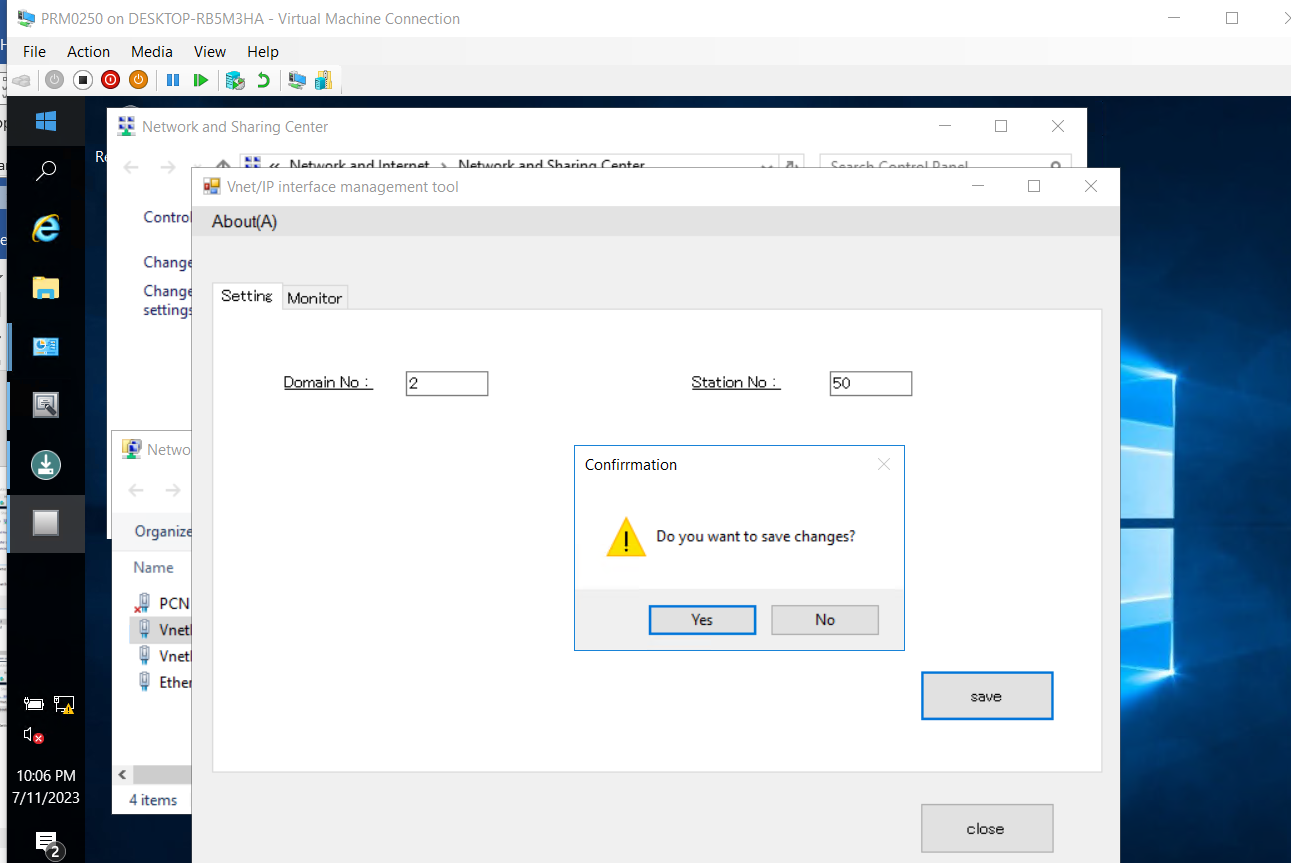 PRM0250 on DESKTOP-RB5M3HA - Virtual Machine Connection
File Action Media View Help
Network and Sharing Center
« Network and Internet › Network and Sharing Center
Search Control Panel
Vnet/IP interface management tool
About(A)
Control
Change
Change
settings
Setting Monitor
Domain No : 2 Station No : 50
Confirrmation
Do you want to save changes?
Yes No
Netwo
Organize
Name
PCN
Vnet
Vnet
Ether
save
4 items
close
10:06 PM
7/11/2023
2